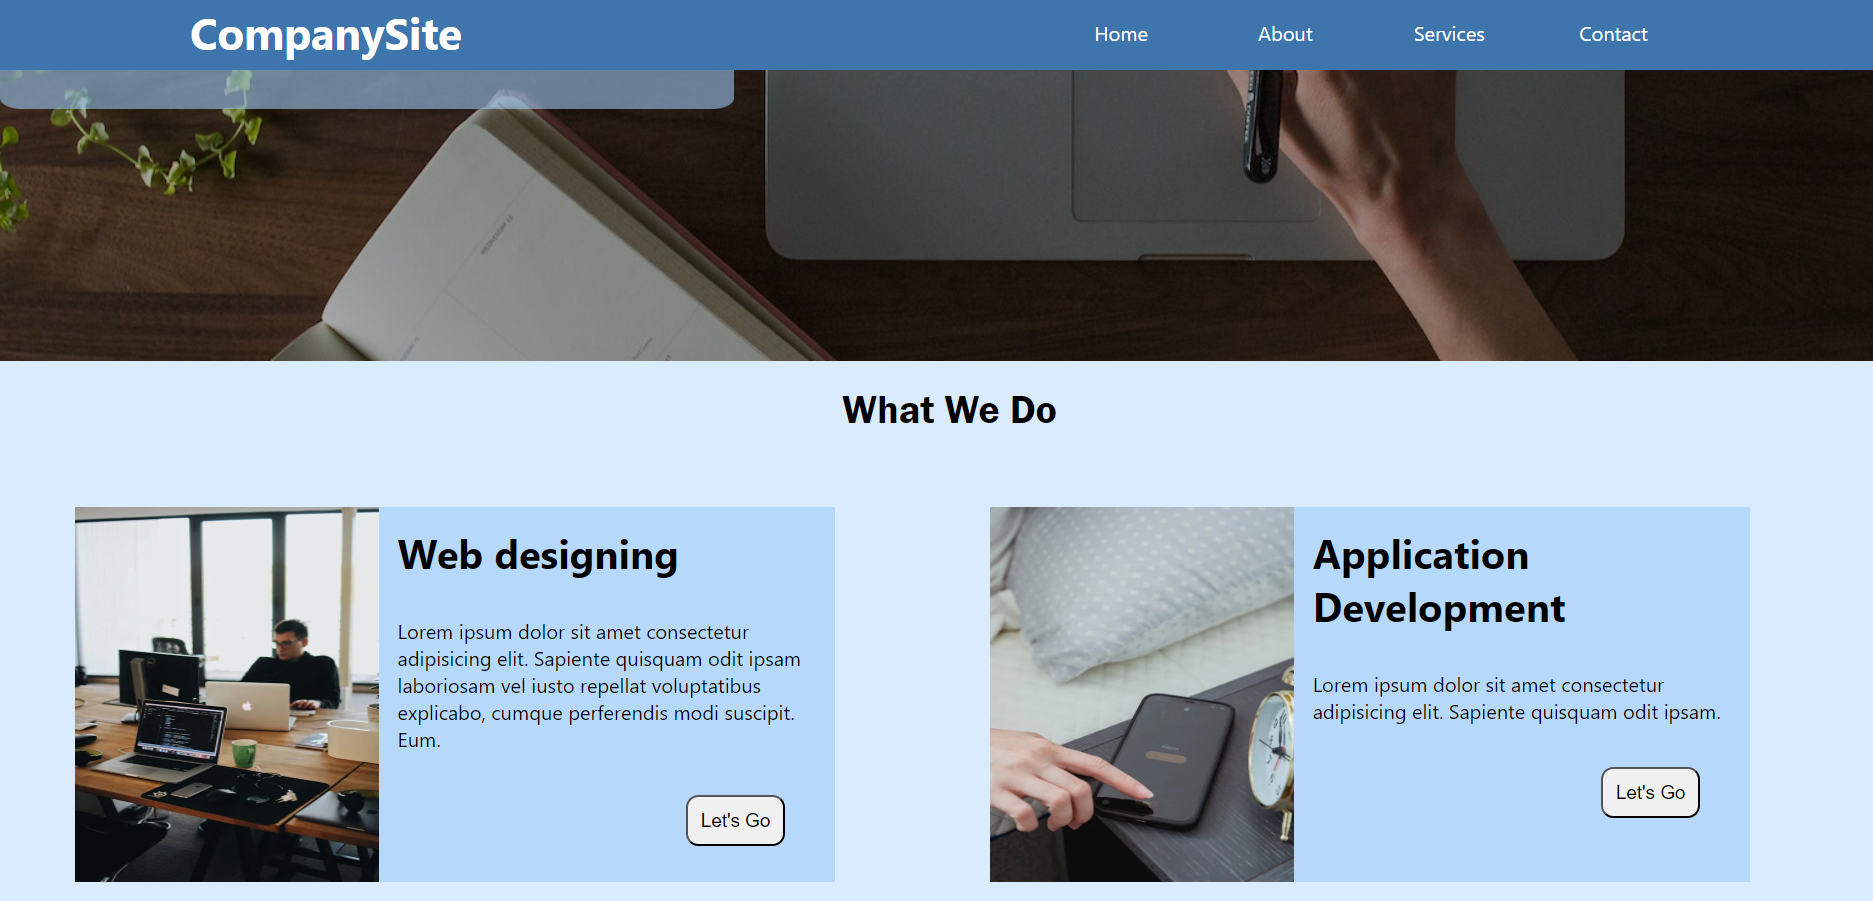 CompanySite
Home About Services Contact
What We Do
Web designing
Lorem ipsum dolor sit amet consectetur
adipisicing elit. Sapiente quisquam odit ipsam
laboriosam vel iusto repellat voluptatibus
explicabo, cumque perferendis modi suscipit.
Eum.
Let's Go
Application
Development
Lorem ipsum dolor sit amet consectetur
adipisicing elit. Sapiente quisquam odit ipsam.
Let's Go